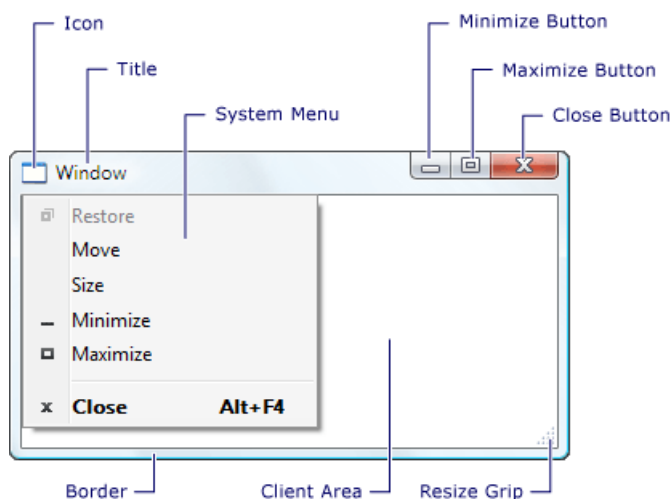 Icon
Minimize Button
Title
Maximize Button
System Menu
Close Button
Window
Restore
Move
Size
Minimize
Maximize
Close Alt+F4
Border
Client Area
Resize Grip